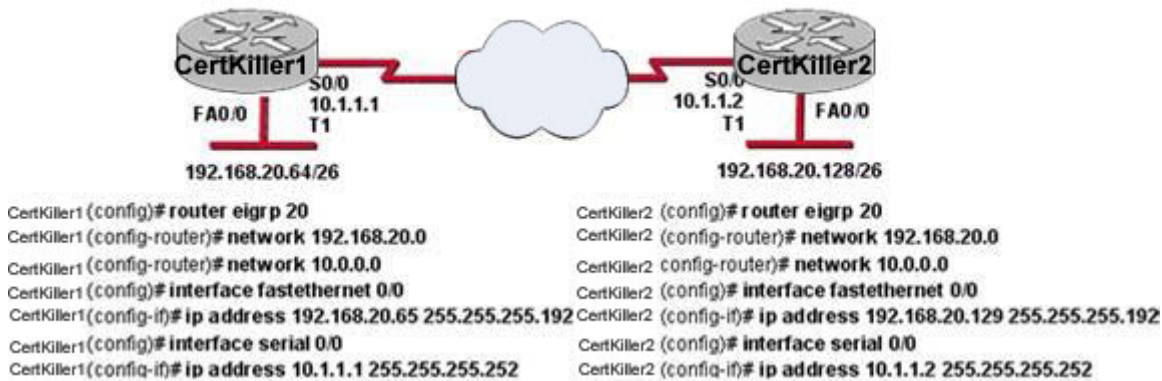 CertKiller1
S0/0
10.1.1.1
T1
FA0/0
192.168.20.64/26
CertKiller2
S0/0
10.1.1.2
T1
FA0/0
192.168.20.128/26
CertKiller1 (config)# router eigrp 20
CertKiller1 (config-router)# network 192.168.20.0
CertKiller1 (config-router)# network 10.0.0.0
CertKiller1 (config)# interface fastethernet 0/0
CertKiller1 (config-if)# ip address 192.168.20.65 255.255.255.192
CertKiller1 (config)# interface serial 0/0
CertKiller1 (config-if)# ip address 10.1.1.1 255.255.255.252
CertKiller2 (config)# router eigrp 20
CertKiller2 (config-router)# network 192.168.20.0
CertKiller2 config-router)# network 10.0.0.0
CertKiller2 (config)# interface fastethernet 0/0
CertKiller2 (config-if)# ip address 192.168.20.129 255.255.255.192
CertKiller2 (config)# interface serial 0/0
CertKiller2 (config-if)# ip address 10.1.1.2 255.255.255.252